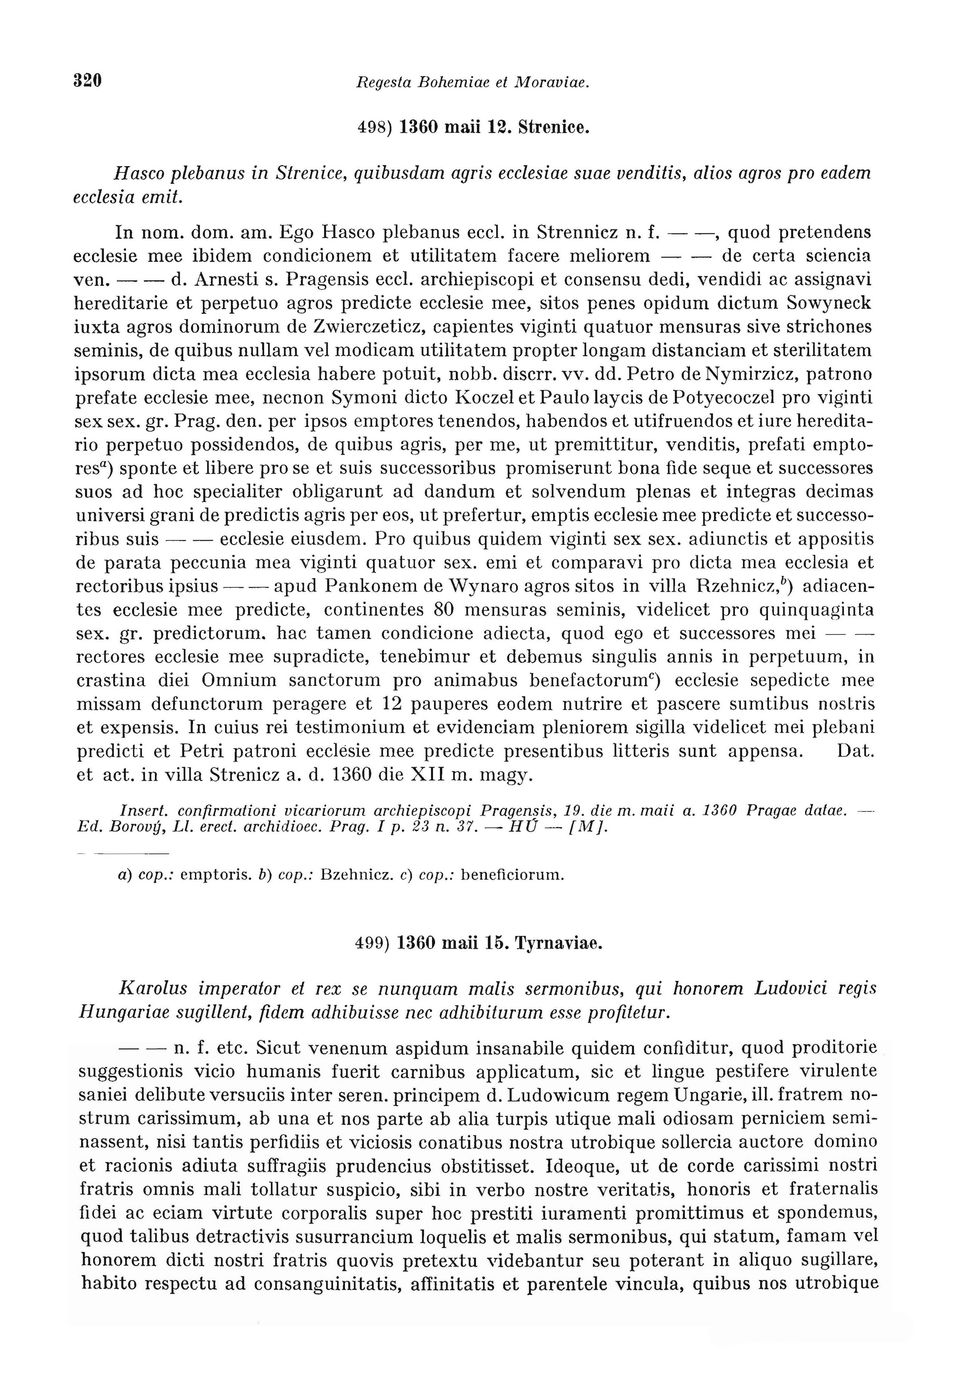 320 Regesta Bohemiae et Moraviae.
498) 1360 maii 12. Strenice.
Hasco plebanus in Strenice, quibusdam agris ecclesiae suae venditis, alios agros pro eadem
ecclesia emit.
In nom. dom. am. Ego Hasco plebanus eccl. in Strennicz n. f. — —, quod pretendens
ecclesie mee ibidem condicionem et utilitatem facere meliorem — — de certa sciencia
ven. — — d. Arnesti s. Pragensis eccl. archiepiscopi et consensu dedi, vendidi ac assignavi
hereditarie et perpetuo agros predicte ecclesie mee, sitos penes opidum dictum Sowyneck
iuxta agros dominorum de Zwierczeticz, capientes viginti quatuor mensuras sive strichones
seminis, de quibus nullam vel modicam utilitatem propter longam distanciam et sterilitatem
ipsorum dicta mea ecclesia habere potuit, nobb. discrr. vv. dd. Petro de Nymirzicz, patrono
prefate ecclesie mee, necnon Symoni dicto Koczel et Paulo laycis de Potyecoczel pro viginti
sex sex. gr. Prag. den. per ipsos emptores tenendos, habendos et utifruendos et iure heredita-
rio perpetuo possidendos, de quibus agris, per me, ut premittitur, venditis, prefati empto-
res a) sponte et libere pro se et suis successoribus promiserunt bona fide seque et successores
suos ad hoc specialiter obligarunt ad dandum et solvendum plenas et integras decimas
universi grani de predictis agris per eos, ut prefertur, emptis ecclesie mee predicte et successo-
ribus suis — — ecclesie eiusdem. Pro quibus quidem viginti sex sex. adiunctis et appositis
de parata peccunia mea viginti quatuor sex. emi et comparavi pro dicta mea ecclesia et
rectoribus ipsius — — apud Pankonem de Wynaro agros sitos in villa Rzehnicz, b) adiacen-
tes ecclesie mee predicte, continentes 80 mensuras seminis, videlicet pro quinquaginta
sex. gr. predictorum. hac tamen condicione adiecta, quod ego et successores mei — —
rectores ecclesie mee supradicte, tenebimur et debemus singulis annis in perpetuum, in
crastina diei Omnium sanctorum pro animabus benefactorum c) ecclesie sepedicte mee
missam defunctorum peragere et 12 pauperes eodem nutrire et pascere sumtibus nostris
et expensis. In cuius rei testimonium et evidenciam pleniorem sigilla videlicet mei plebani
predicti et Petri patroni ecclesie mee predicte presentibus litteris sunt appensa. Dat.
et act. in villa Strenicz a. d. 1360 die XII m. magy.
Insert. confirmationi vicariorum archiepiscopi Pragensis, 19. die m. maii a. 1360 Pragae datae. —
Ed. Borový, Ll. erect. archidioec. Prag. I p. 23 n. 37. — HÚ — [M].
a) cop.: emptoris. b) cop.: Bzehnicz. c) cop.: beneficiorum.
499) 1360 maii 15. Tyrnaviae.
Karolus imperator et rex se nunquam malis sermonibus, qui honorem Ludovici regis
Hungariae sugillent, fidem adhibuisse nec adhibiturum esse profitetur.
— — n. f. etc. Sicut venenum aspidum insanabile quidem confiditur, quod proditorie
suggestionis vicio humanis fuerit carnibus applicatum, sic et lingue pestifere virulente
saniei delibute versuciis inter seren. principem d. Ludowicum regem Ungarie, ill. fratrem no-
strum carissimum, ab una et nos parte ab alia turpis utique mali odiosam perniciem semi-
nassent, nisi tantis perfidiis et viciosis conatibus nostra utrobique sollercia auctore domino
et racionis adiuta suffragiis prudencius obstitisset. Ideoque, ut de corde carissimi nostri
fratris omnis mali tollatur suspicio, sibi in verbo nostre veritatis, honoris et fraternalis
fidei ac eciam virtute corporalis super hoc prestiti iuramenti promittimus et spondemus,
quod talibus detractivis susurrancium loquelis et malis sermonibus, qui statum, famam vel
honorem dicti nostri fratris quovis pretextu videbantur seu poterant in aliquo sugillare,
habito respectu ad consanguinitatis, affinitatis et parentele vincula, quibus nos utrobique